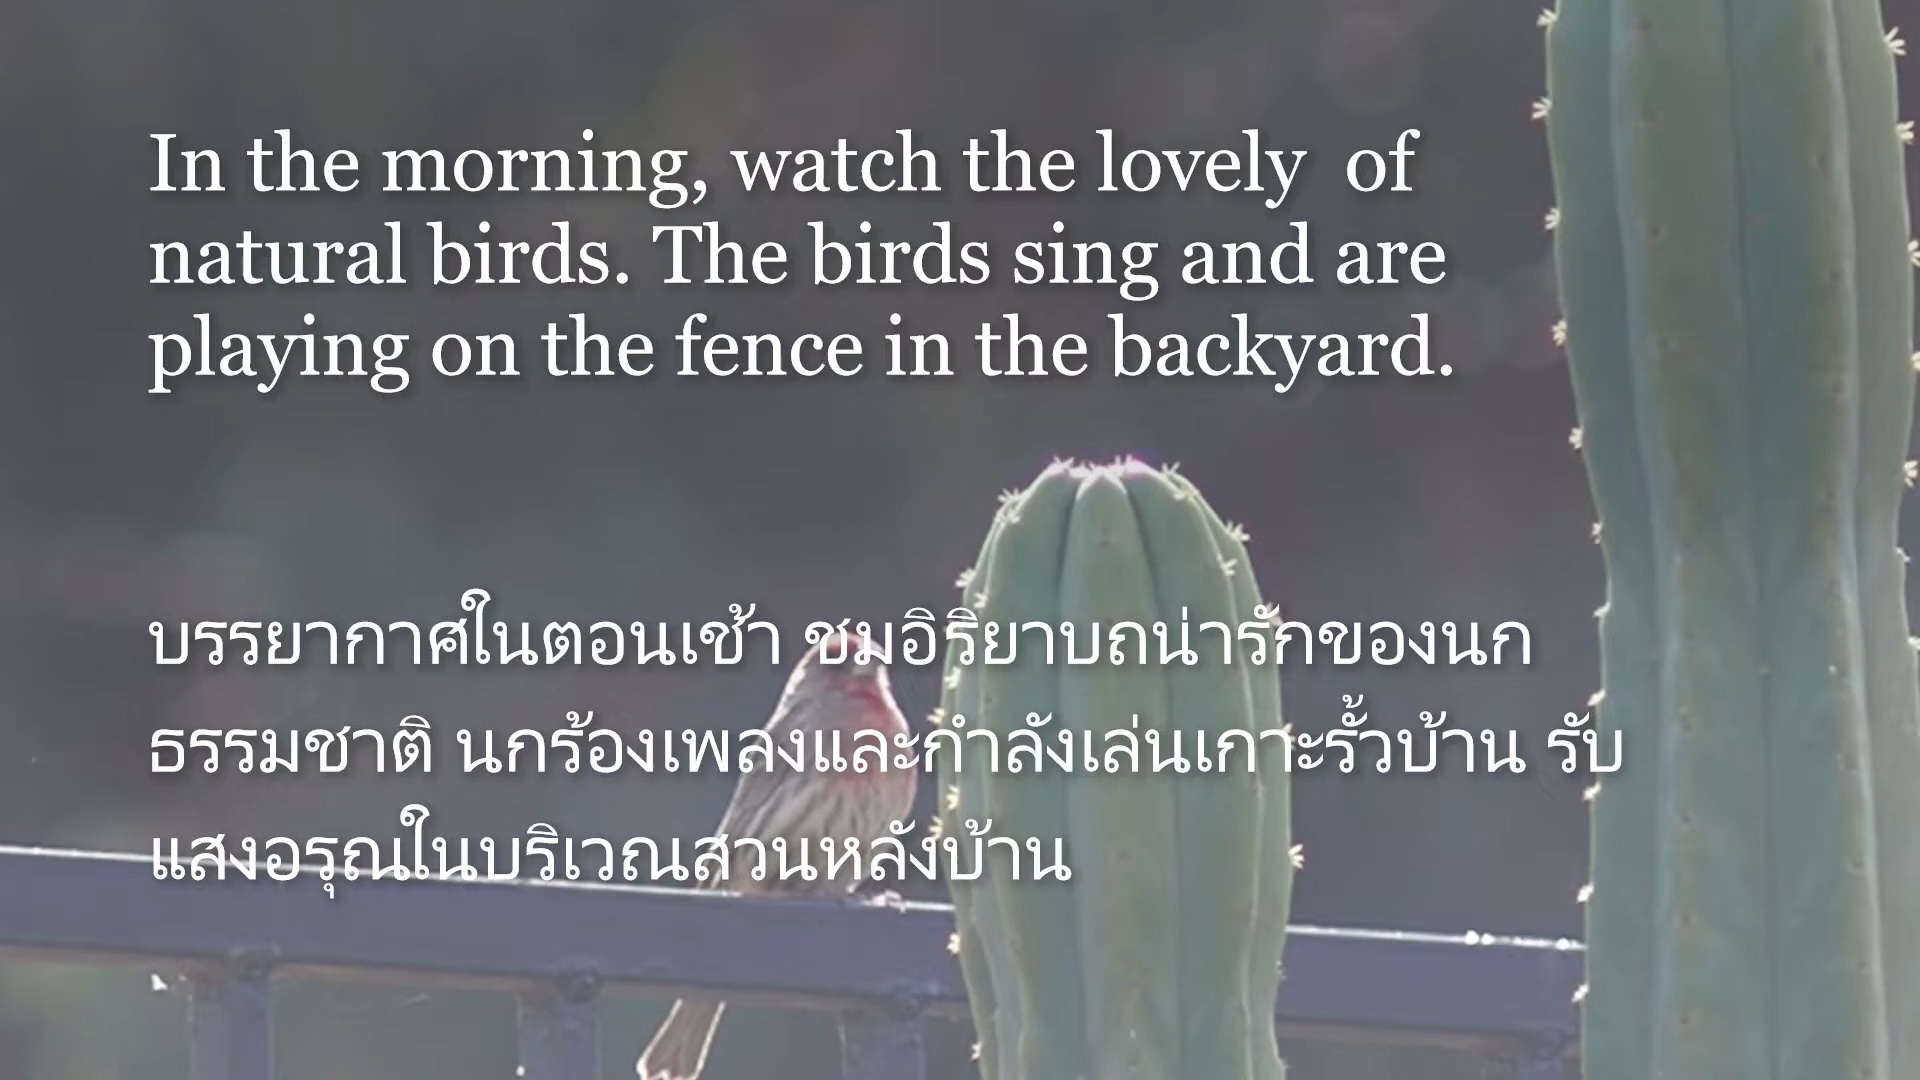 In the morning, watch the lovely  of
natural birds. The birds sing and are
playing on the fence in the backyard.
บรรยากาศในตอนเช้า ชมอิริยาบถน่ารักของนก
ธรรมชาติ นกร้องเพลงและกำลังเล่นเกาะรั้วบ้าน รับ
แสงอรุณในบริเวณสวนหลังบ้าน